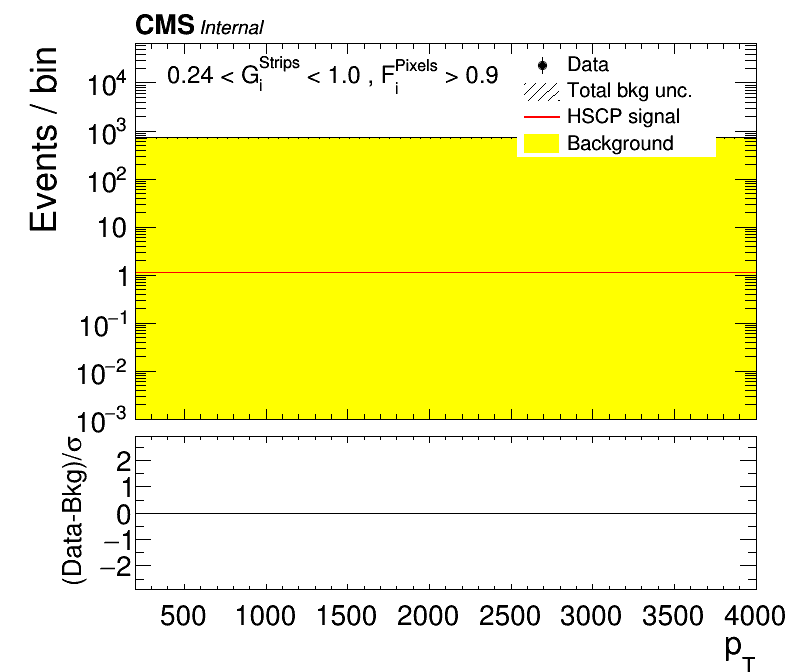 CMS Internal
0.24 < G_i^Strips < 1.0 , F_i^Pixels > 0.9
Data
Total bkg unc.
HSCP signal
Background
Events / bin
10^4
10^3
10^2
10
1
10^−1
10^−2
10^−3
(Data-Bkg)/σ
2
1
0
−1
−2
500 1000 1500 2000 2500 3000 3500 4000
p_T